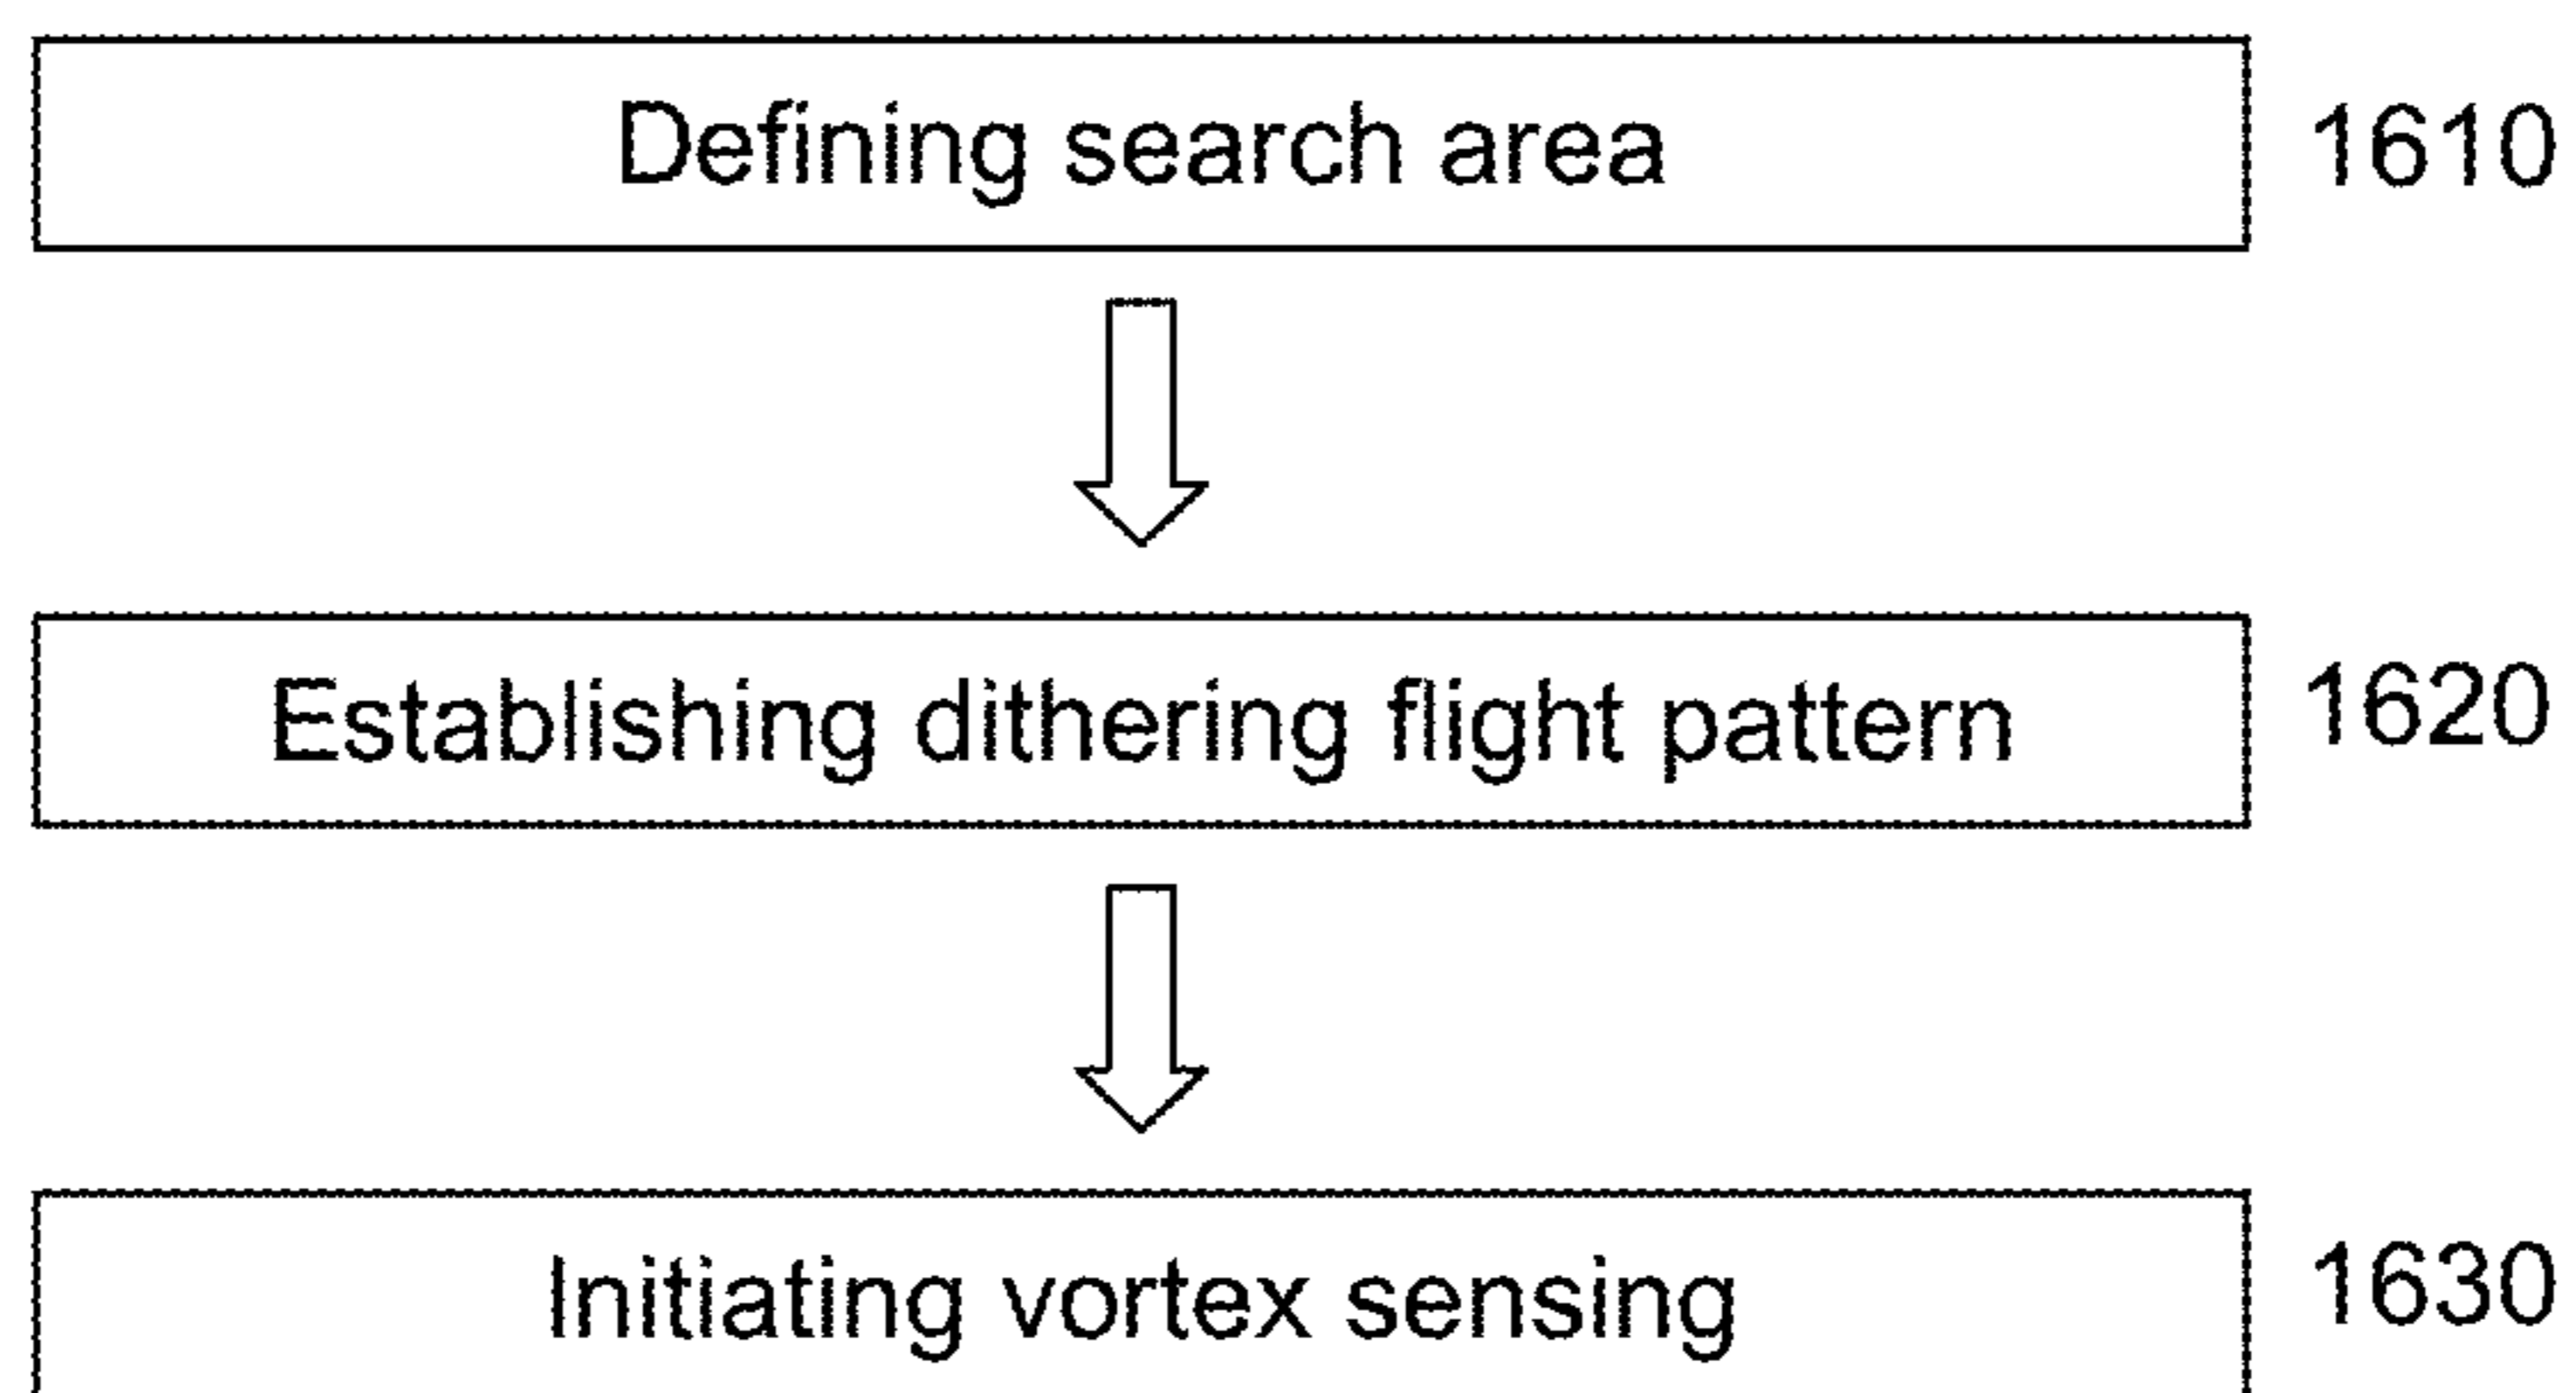 Defining search area 1610
Establishing dithering flight pattern 1620
Initiating vortex sensing 1630